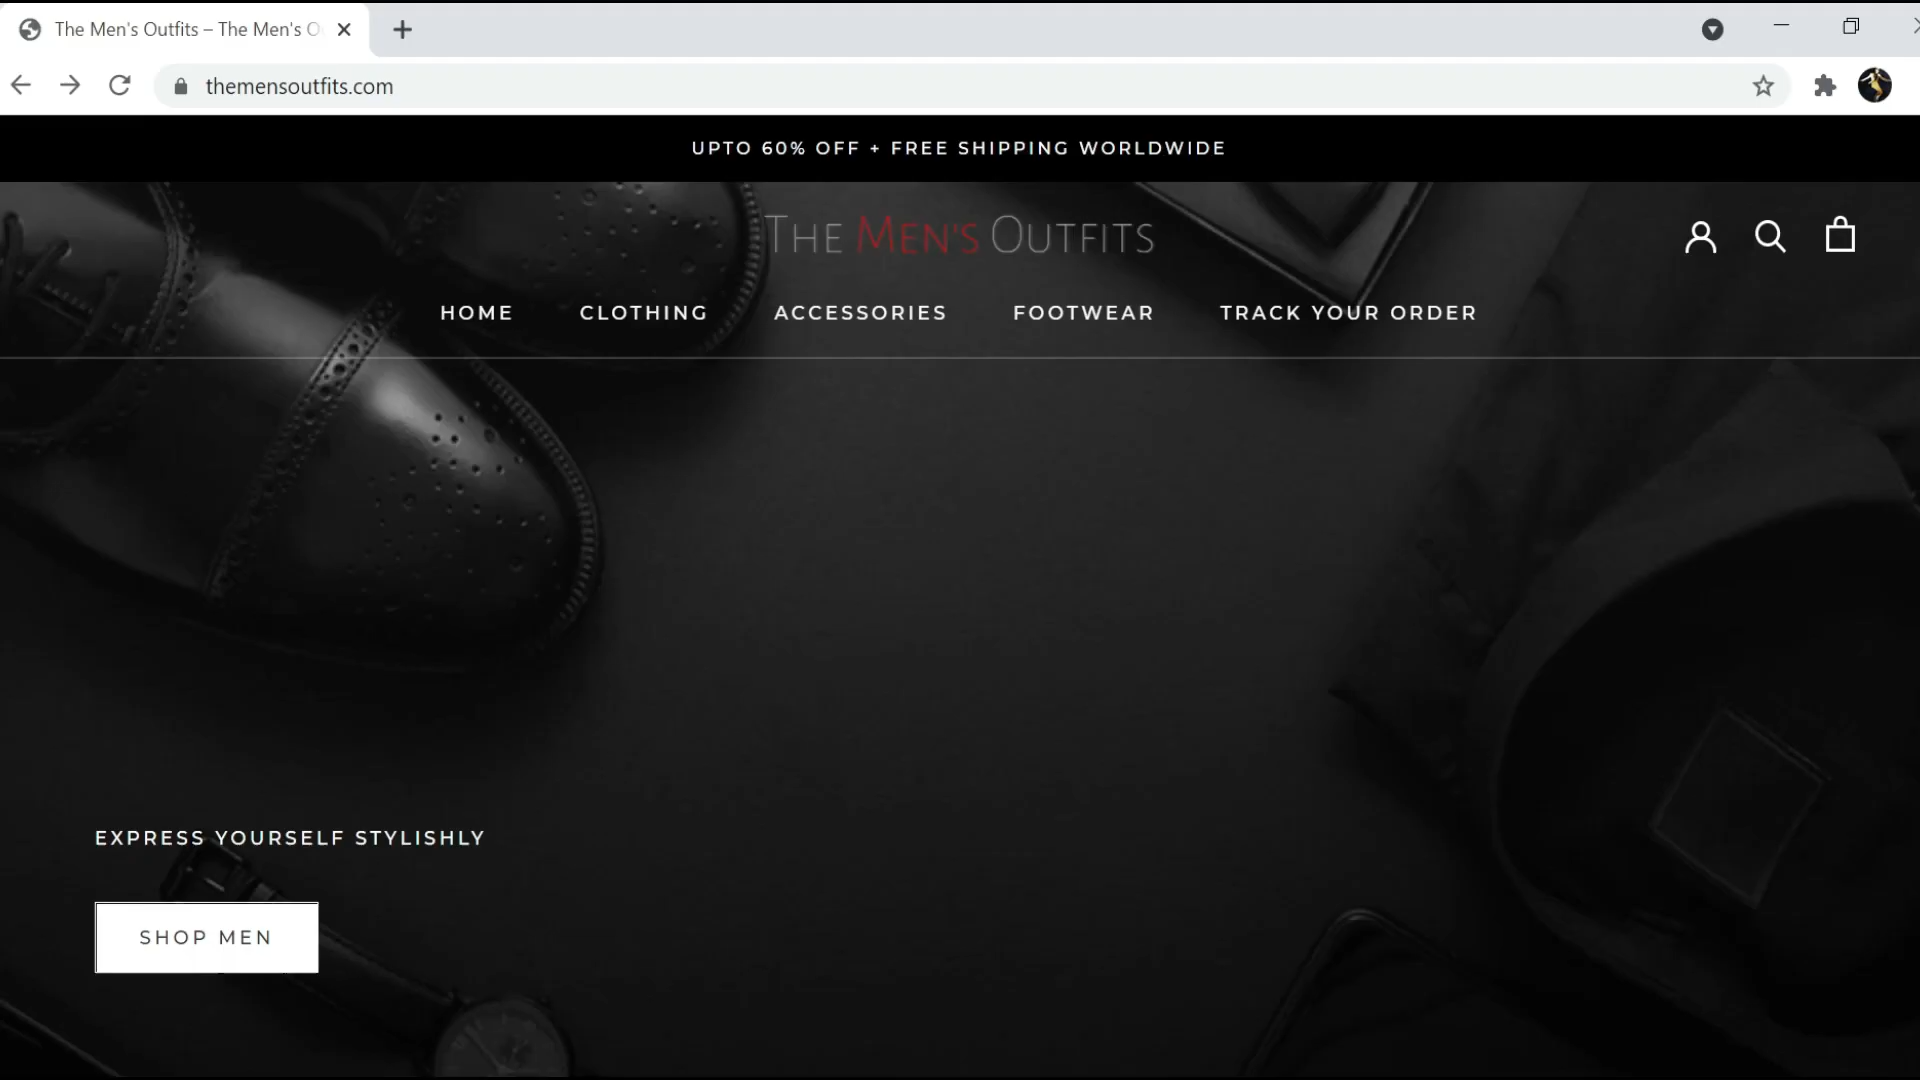 The Men's Outfits – The Men's O
themensoutfits.com
UPTO 60% OFF + FREE SHIPPING WORLDWIDE
THE MEN'S OUTFITS
HOME CLOTHING ACCESSORIES FOOTWEAR TRACK YOUR ORDER
EXPRESS YOURSELF STYLISHLY
SHOP MEN